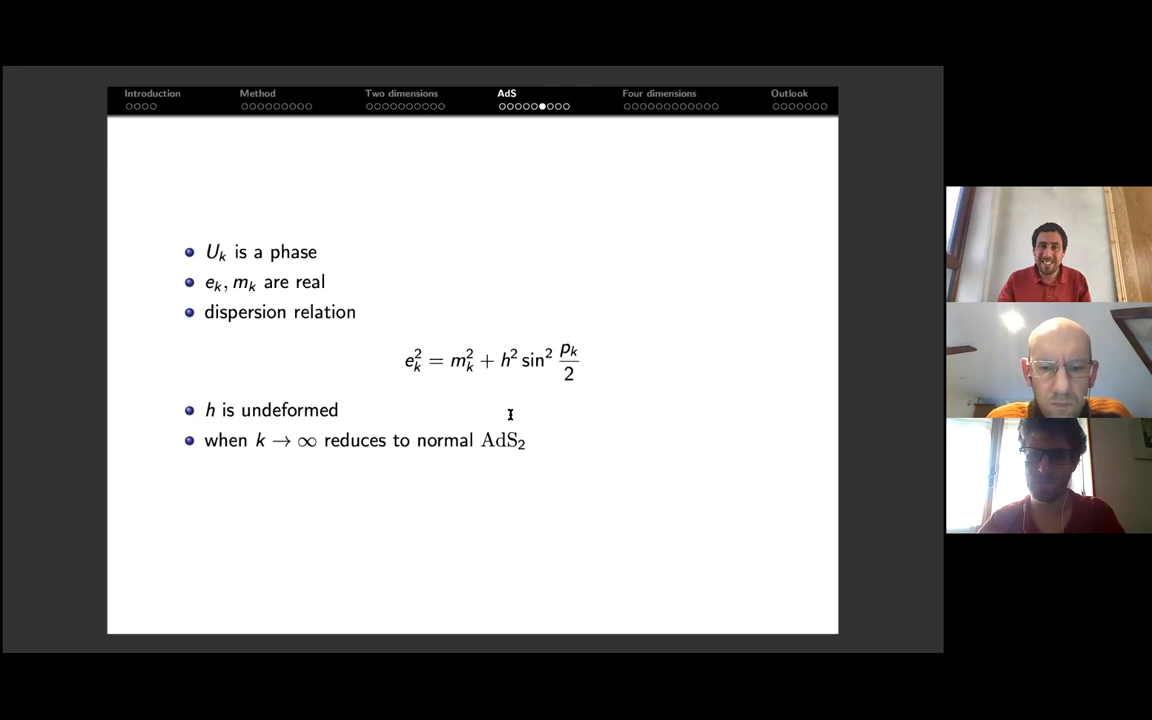 Introduction Method Two dimensions AdS Four dimensions Outlook
U_k is a phase
e_k, m_k are real
dispersion relation
e_k^2 = m_k^2 + h^2 sin^2 p_k/2
h is undeformed
when k → ∞ reduces to normal AdS_2